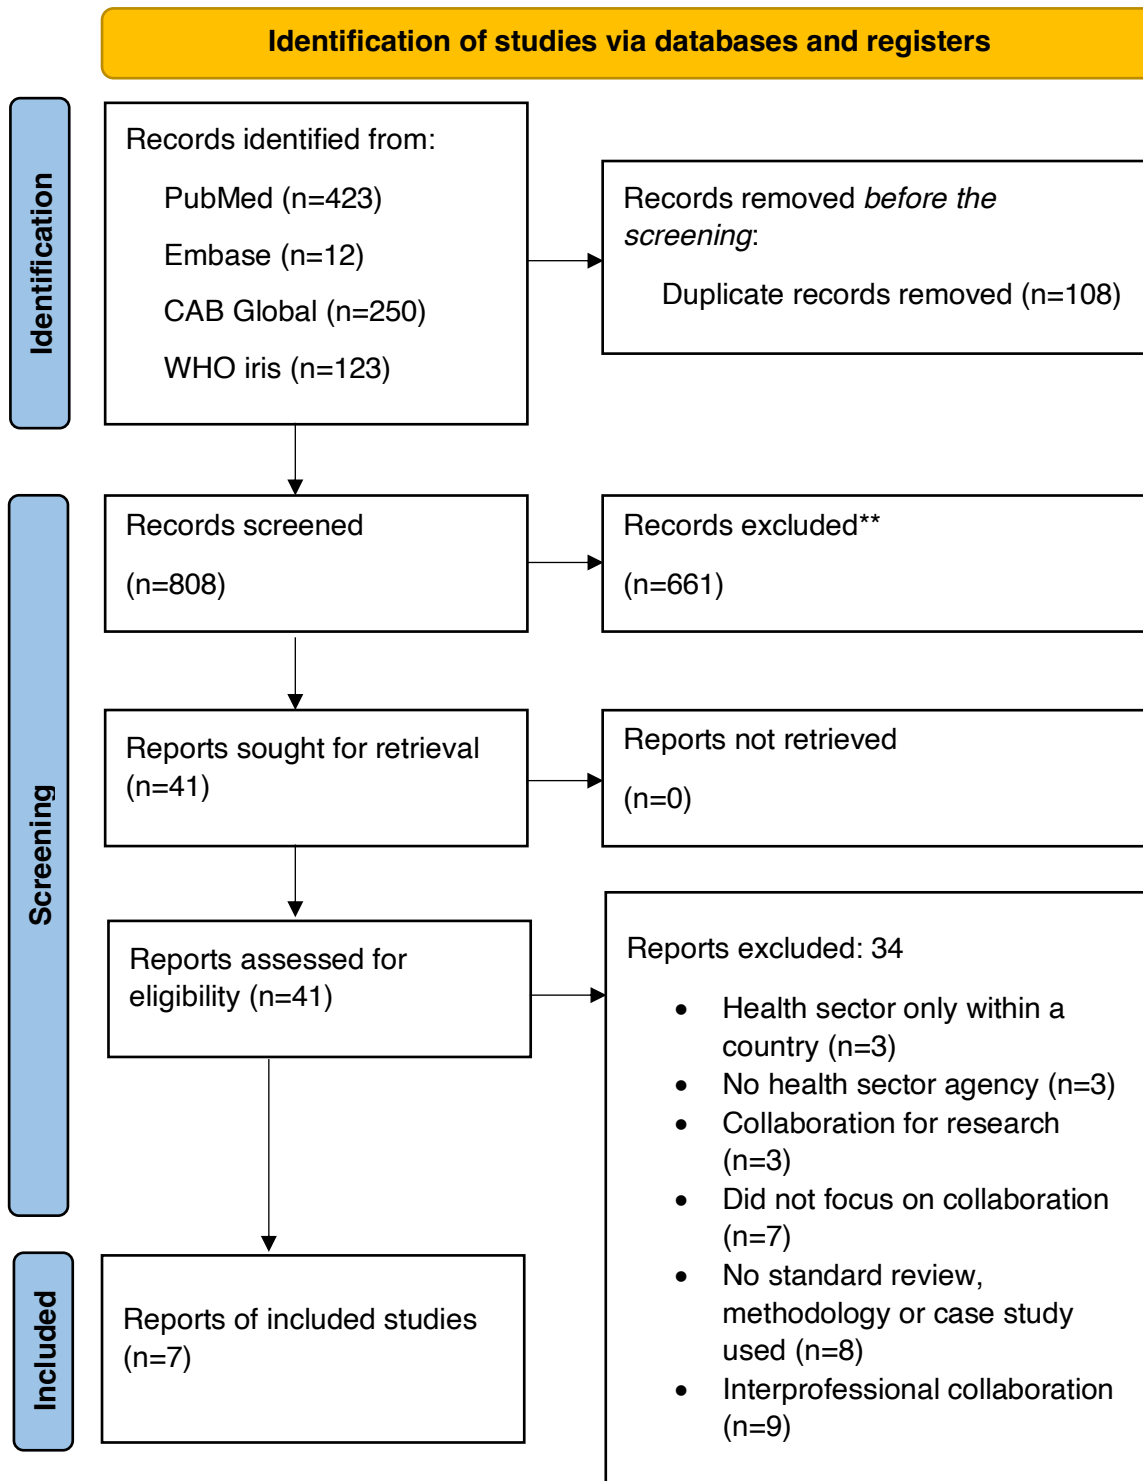 Identification of studies via databases and registers
Identification
Records identified from:
PubMed (n=423)
Embase (n=12)
CAB Global (n=250)
WHO iris (n=123)
Records removed before the
screening:
Duplicate records removed (n=108)
Screening
Records screened
(n=808)
Records excluded**
(n=661)
Reports sought for retrieval
(n=41)
Reports not retrieved
(n=0)
Reports assessed for
eligibility (n=41)
Reports excluded: 34
• Health sector only within a
country (n=3)
• No health sector agency (n=3)
• Collaboration for research
(n=3)
• Did not focus on collaboration
(n=7)
• No standard review,
methodology or case study
used (n=8)
• Interprofessional collaboration
(n=9)
Included
Reports of included studies
(n=7)